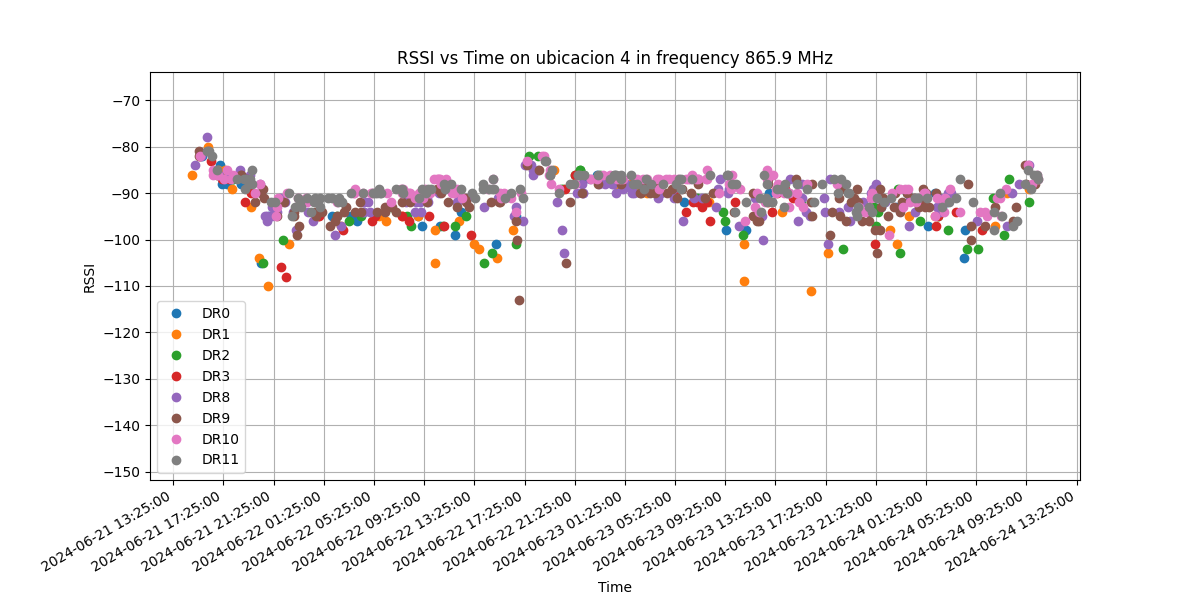 RSSI vs Time on ubicacion 4 in frequency 865.9 MHz
−70
−80
−90
−100
−110
−120
−130
−140
−150
RSSI
DR0
DR1
DR2
DR3
DR8
DR9
DR10
DR11
2024-06-21 13:25:00
2024-06-21 17:25:00
2024-06-21 21:25:00
2024-06-22 01:25:00
2024-06-22 05:25:00
2024-06-22 09:25:00
2024-06-22 13:25:00
2024-06-22 17:25:00
2024-06-22 21:25:00
2024-06-23 01:25:00
2024-06-23 05:25:00
2024-06-23 09:25:00
2024-06-23 13:25:00
2024-06-23 17:25:00
2024-06-23 21:25:00
2024-06-24 01:25:00
2024-06-24 05:25:00
2024-06-24 09:25:00
2024-06-24 13:25:00
Time